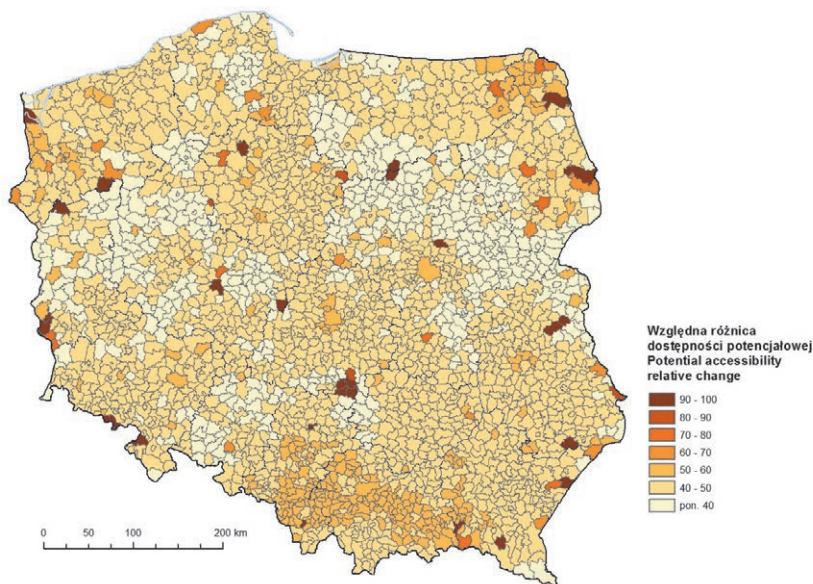 Względna różnica
dostępności potencjałowej
Potential accessibility
relative change
90 - 100
80 - 90
70 - 80
60 - 70
50 - 60
40 - 50
pon. 40
0 50 100 200 km